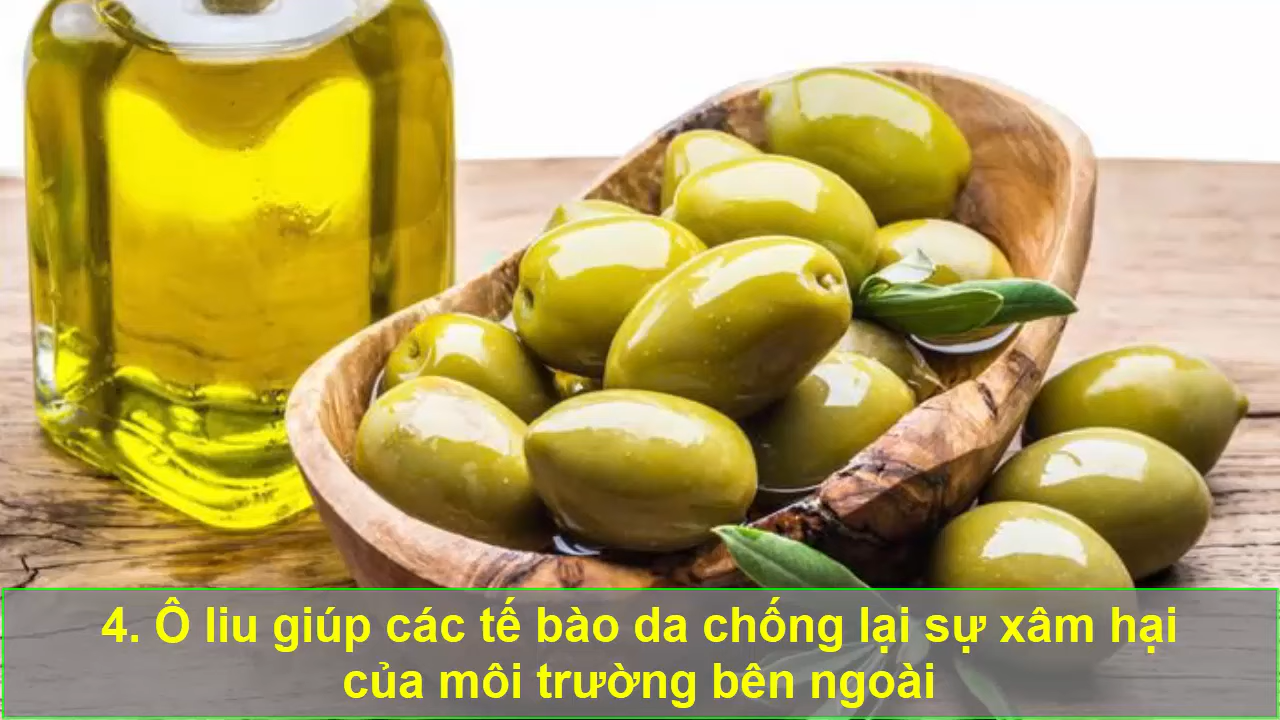 4. Ô liu giúp các tế bào da chống lại sự xâm hại
của môi trường bên ngoài